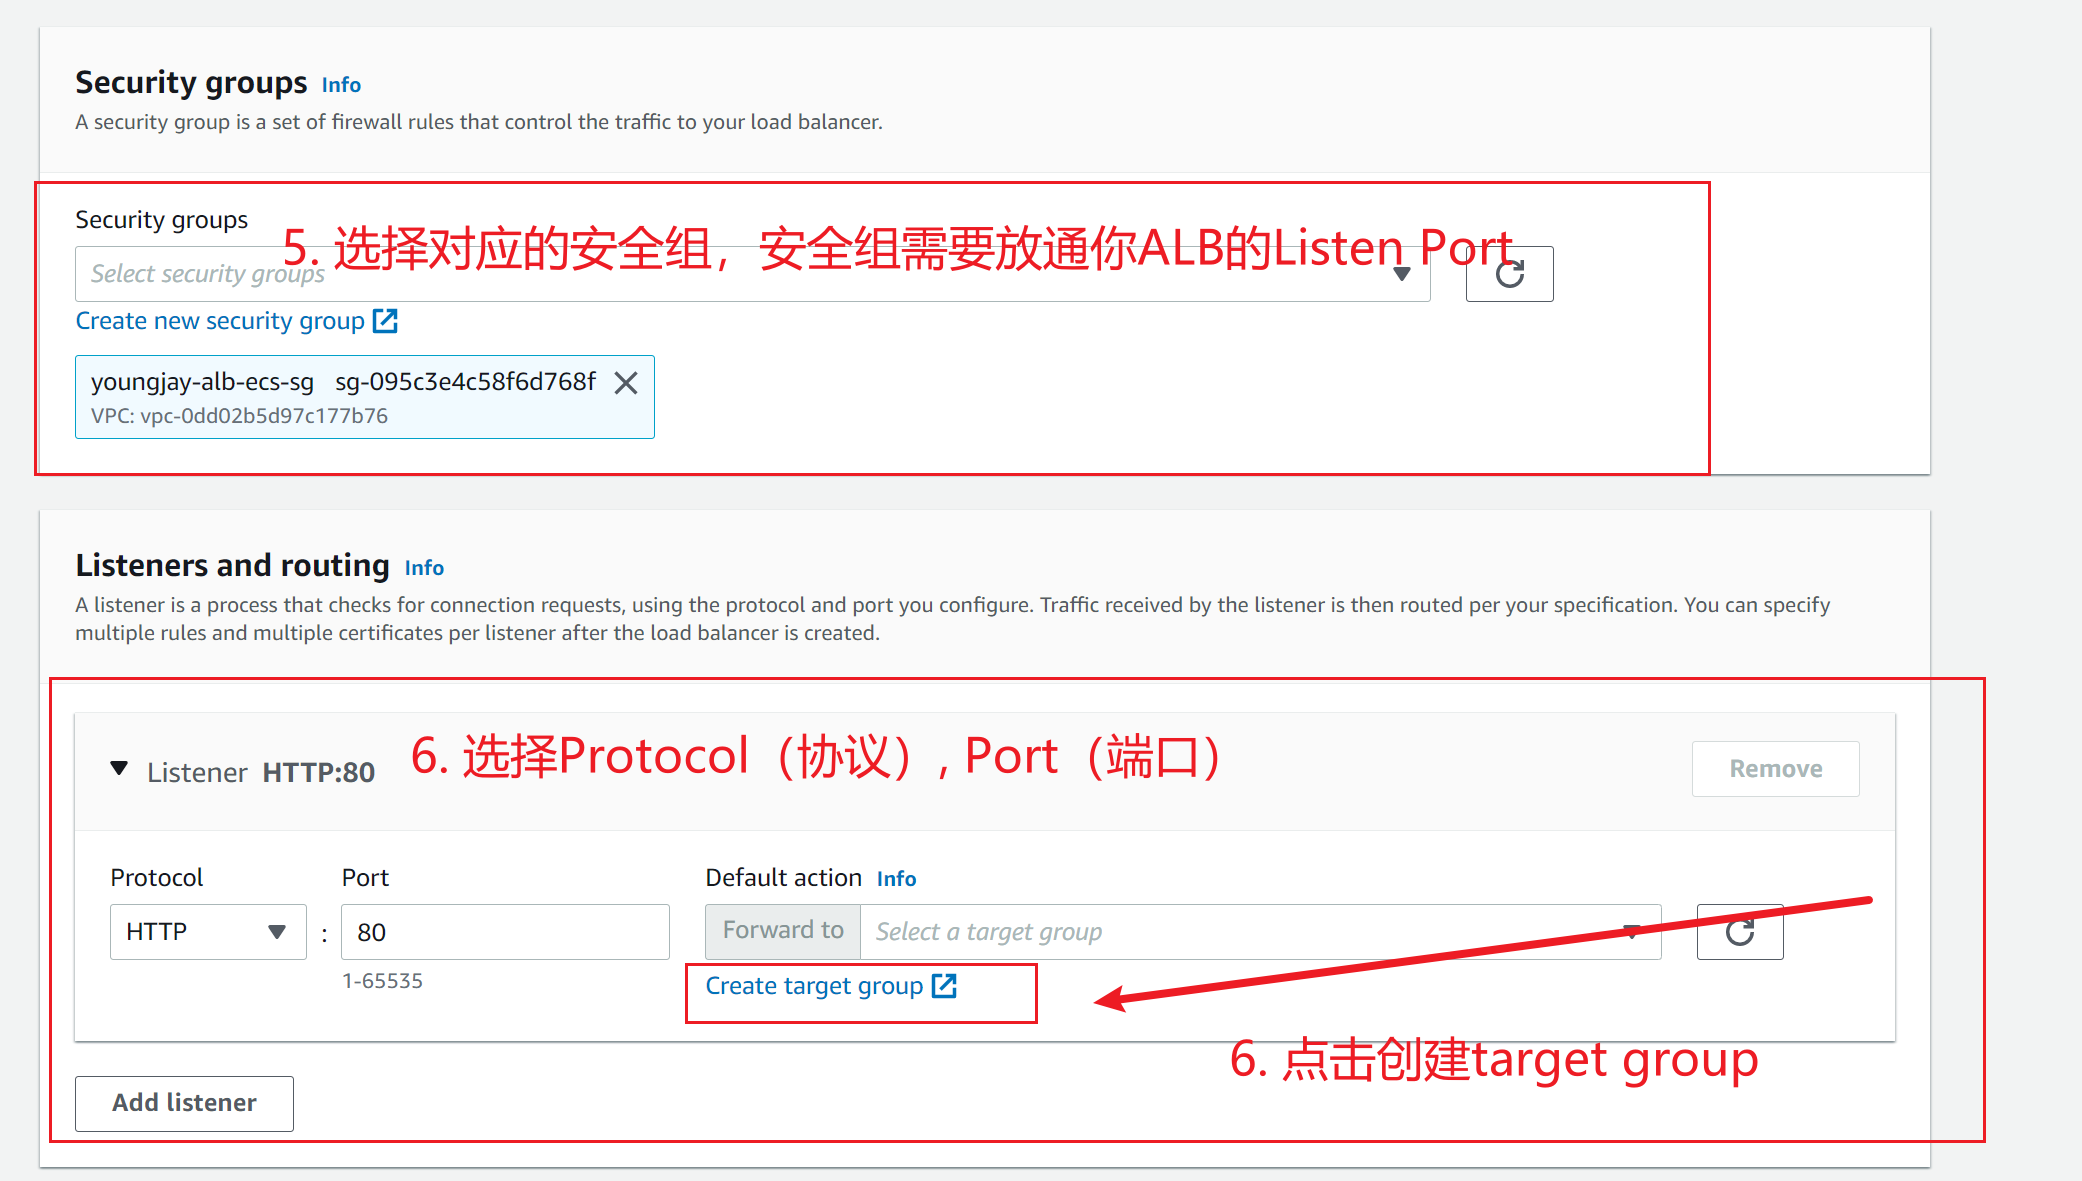 Security groups Info
A security group is a set of firewall rules that control the traffic to your load balancer.
Security groups
5. 选择对应的安全组，安全组需要放通你ALB的Listen Port
Select security groups
Create new security group
youngjay-alb-ecs-sg sg-095c3e4c58f6d768f
VPC: vpc-0dd02b5d97c177b76
Listeners and routing Info
A listener is a process that checks for connection requests, using the protocol and port you configure. Traffic received by the listener is then routed per your specification. You can specify
multiple rules and multiple certificates per listener after the load balancer is created.
Listener HTTP:80
6. 选择Protocol（协议）, Port（端口）
Remove
Protocol Port Default action Info
HTTP : 80 Forward to Select a target group
1-65535
Create target group
6. 点击创建target group
Add listener